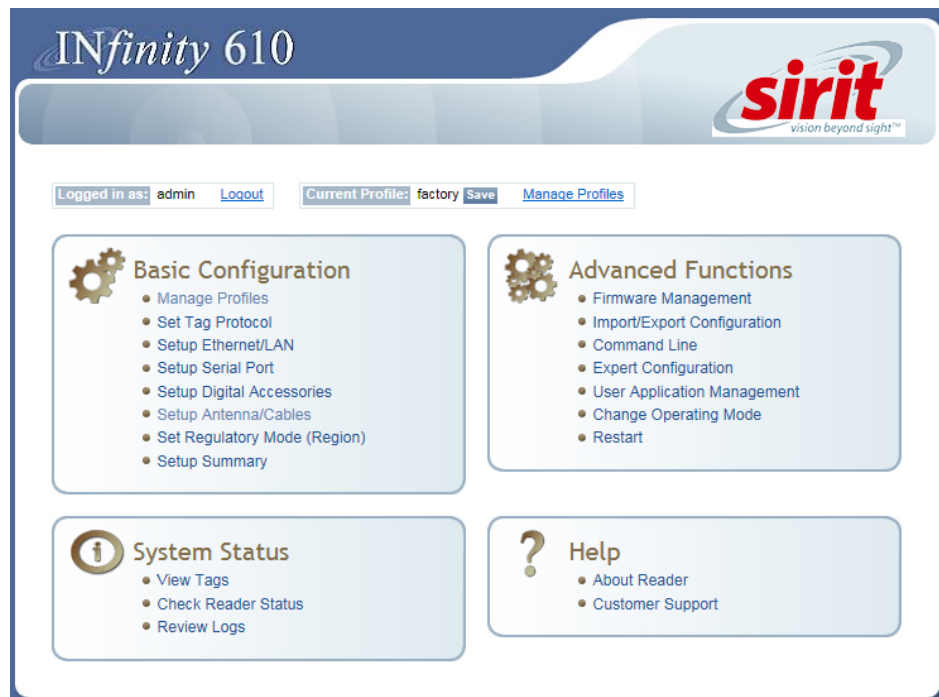 INfinity 610
sirit
vision beyond sight™
Logged in as: admin Logout Current Profile: factory Save Manage Profiles
Basic Configuration
Manage Profiles
Set Tag Protocol
Setup Ethernet/LAN
Setup Serial Port
Setup Digital Accessories
Setup Antenna/Cables
Set Regulatory Mode (Region)
Setup Summary
Advanced Functions
Firmware Management
Import/Export Configuration
Command Line
Expert Configuration
User Application Management
Change Operating Mode
Restart
System Status
View Tags
Check Reader Status
Review Logs
Help
About Reader
Customer Support